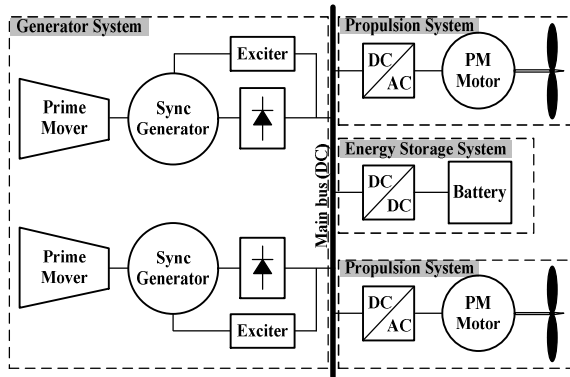 Generator System
Exciter
Prime
Mover
Sync
Generator
Prime
Mover
Sync
Generator
Exciter
Main bus (DC)
Propulsion System
DC
AC
PM
Motor
Energy Storage System
DC
DC
Battery
Propulsion System
DC
AC
PM
Motor